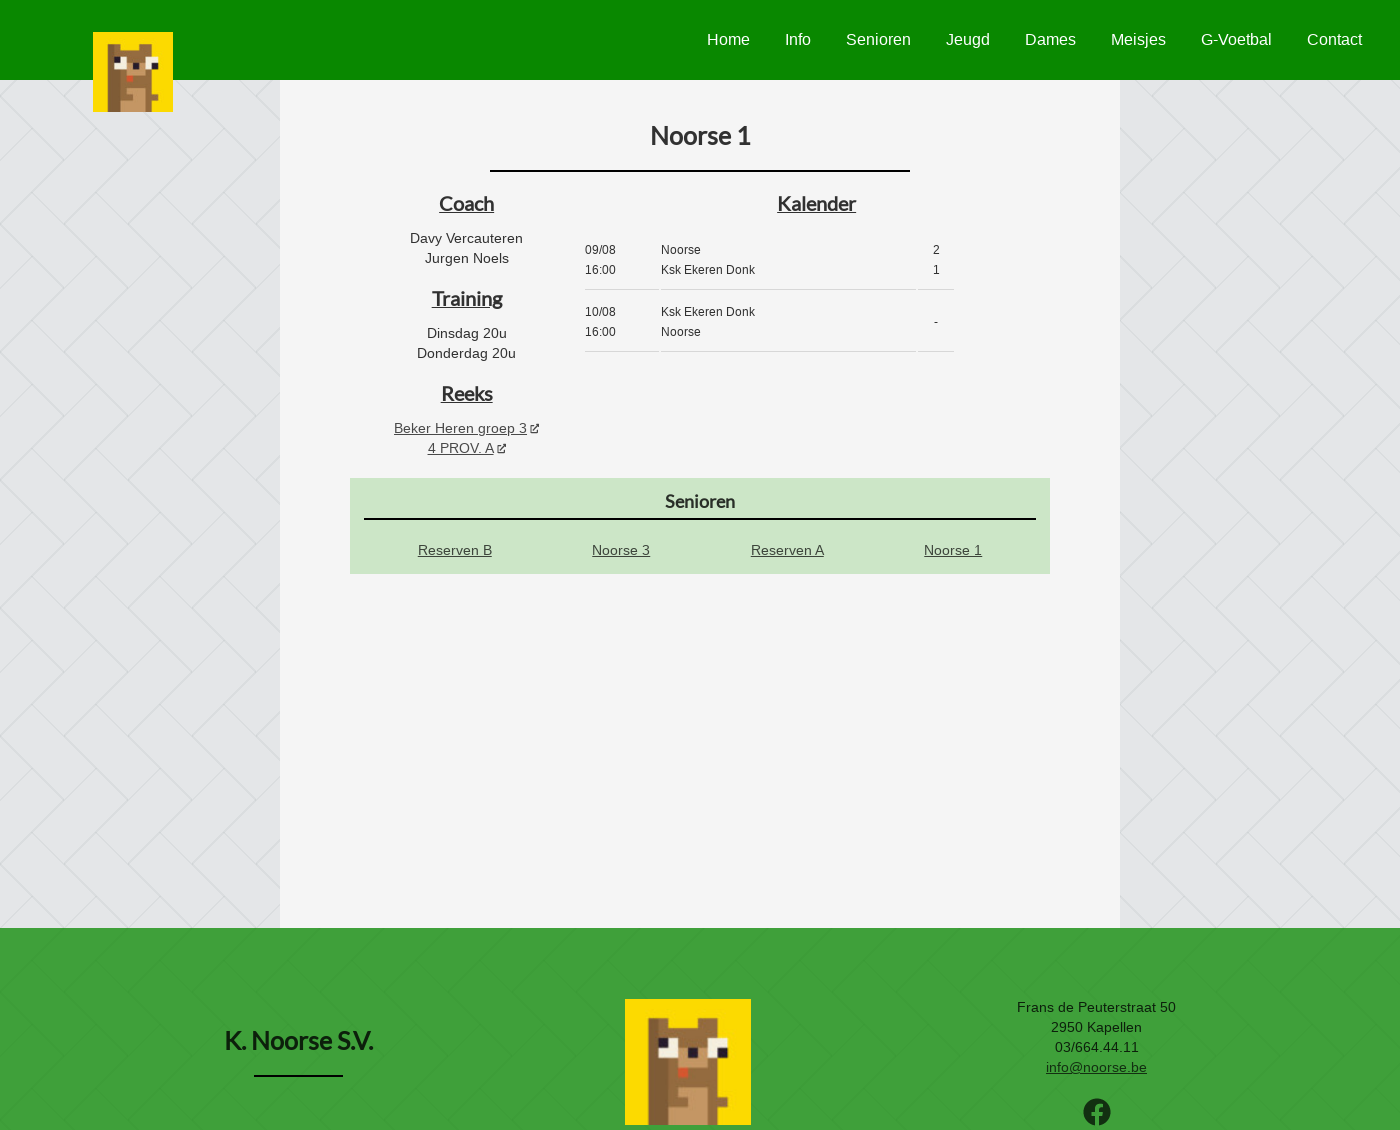 Home Info Senioren Jeugd Dames Meisjes G-Voetbal Contact
Noorse 1
Coach
Davy Vercauteren
Jurgen Noels
Training
Dinsdag 20u
Donderdag 20u
Reeks
Beker Heren groep 3
4 PROV. A
Kalender
09/08 Noorse 2
16:00 Ksk Ekeren Donk 1
10/08 Ksk Ekeren Donk
-
16:00 Noorse
Senioren
Reserven B Noorse 3 Reserven A Noorse 1
K. Noorse S.V.
Frans de Peuterstraat 50
2950 Kapellen
03/664.44.11
info@noorse.be